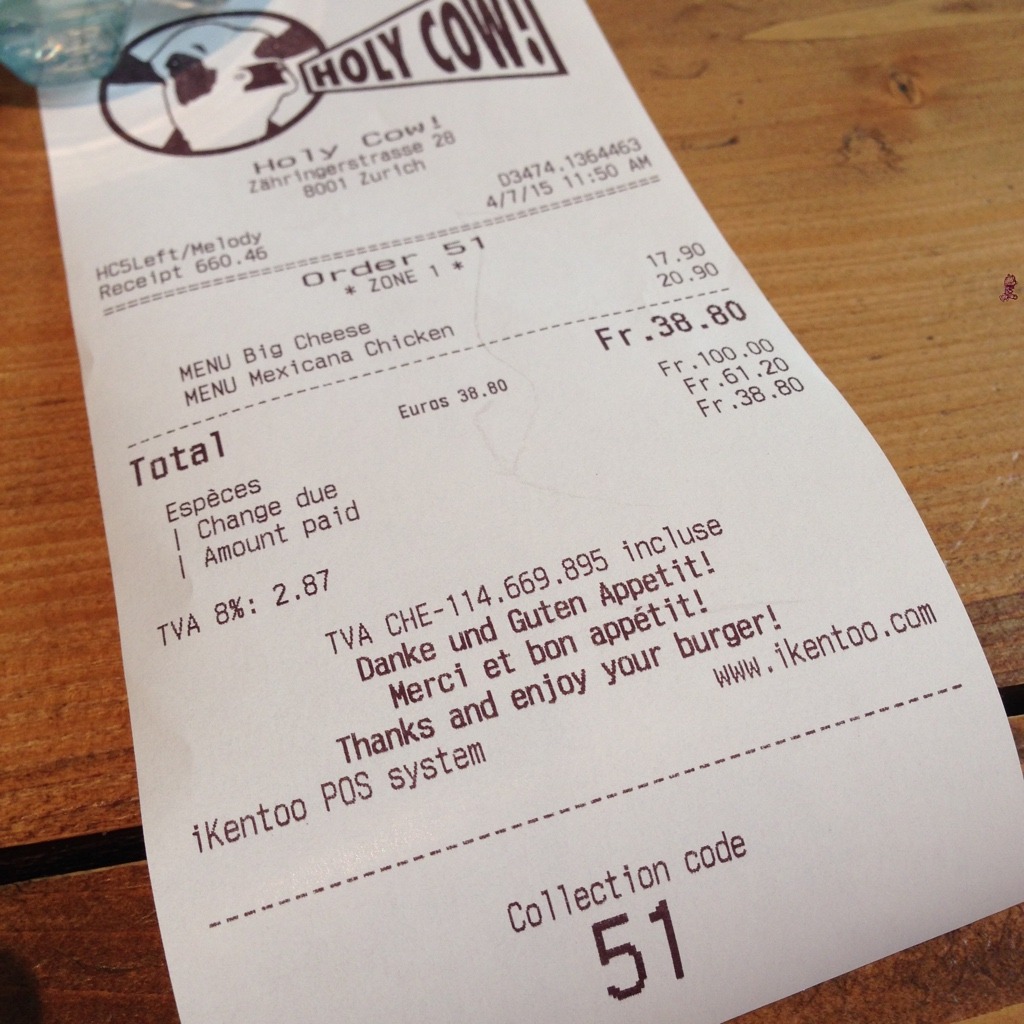 HOLY COW!
Holy Cow!
Zähringerstrasse 28
8001 Zurich
D3474.1364463
4/7/15 11:50 AM
HC5Left/Melody
Receipt 660.46
Order 51
* ZONE 1 *
MENU Big Cheese 17.90
MENU Mexicana Chicken 20.90
Total Fr.38.80
Euros 38.80
Espèces Fr.100.00
| Change due Fr.61.20
| Amount paid Fr.38.80
TVA 8%: 2.87
TVA CHE-114.669.895 incluse
Danke und Guten Appetit!
Merci et bon appétit!
Thanks and enjoy your burger!
iKentoo POS system www.ikentoo.com
Collection code
51